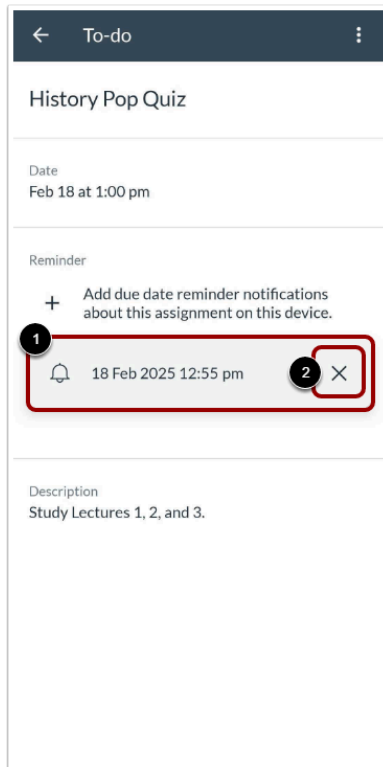 To-do
History Pop Quiz
Date
Feb 18 at 1:00 pm
Reminder
Add due date reminder notifications
about this assignment on this device.
1
18 Feb 2025 12:55 pm 2
Description
Study Lectures 1, 2, and 3.